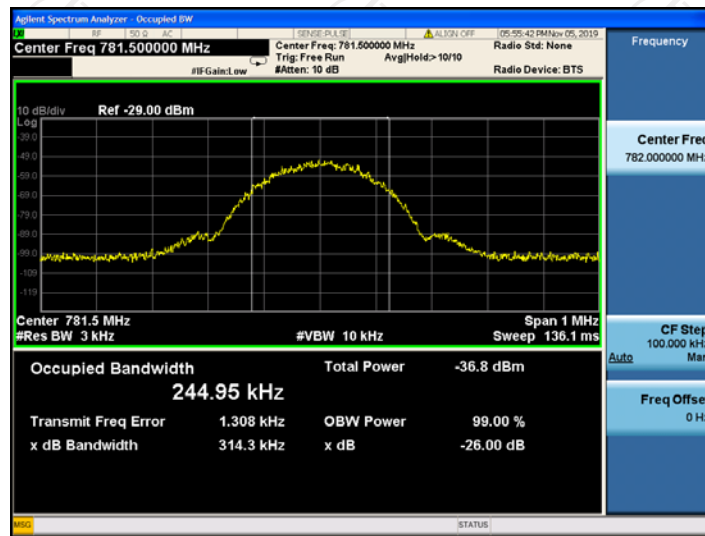 Agilent Spectrum Analyzer - Occupied BW
RF 50 Ω AC SENSE:PULSE ALIGN OFF 05:55:42 PM Nov 05, 2019
Center Freq 781.500000 MHz Center Freq: 781.500000 MHz Radio Std: None
Trig: Free Run Avg|Hold:>10/10
#IFGain:Low #Atten: 10 dB Radio Device: BTS
10 dB/div Ref -29.00 dBm
Log
-39.0
-49.0
-59.0
-69.0
-79.0
-89.0
-99.0
-109
-119
Center 781.5 MHz Span 1 MHz
#Res BW 3 kHz #VBW 10 kHz Sweep 136.1 ms
Occupied Bandwidth Total Power -36.8 dBm
244.95 kHz
Transmit Freq Error 1.308 kHz OBW Power 99.00 %
x dB Bandwidth 314.3 kHz x dB -26.00 dB
MSG STATUS
Frequency
Center Fre
782.000000 MH
CF Step
100.000 kH
Auto Ma
Freq Offse
0 H